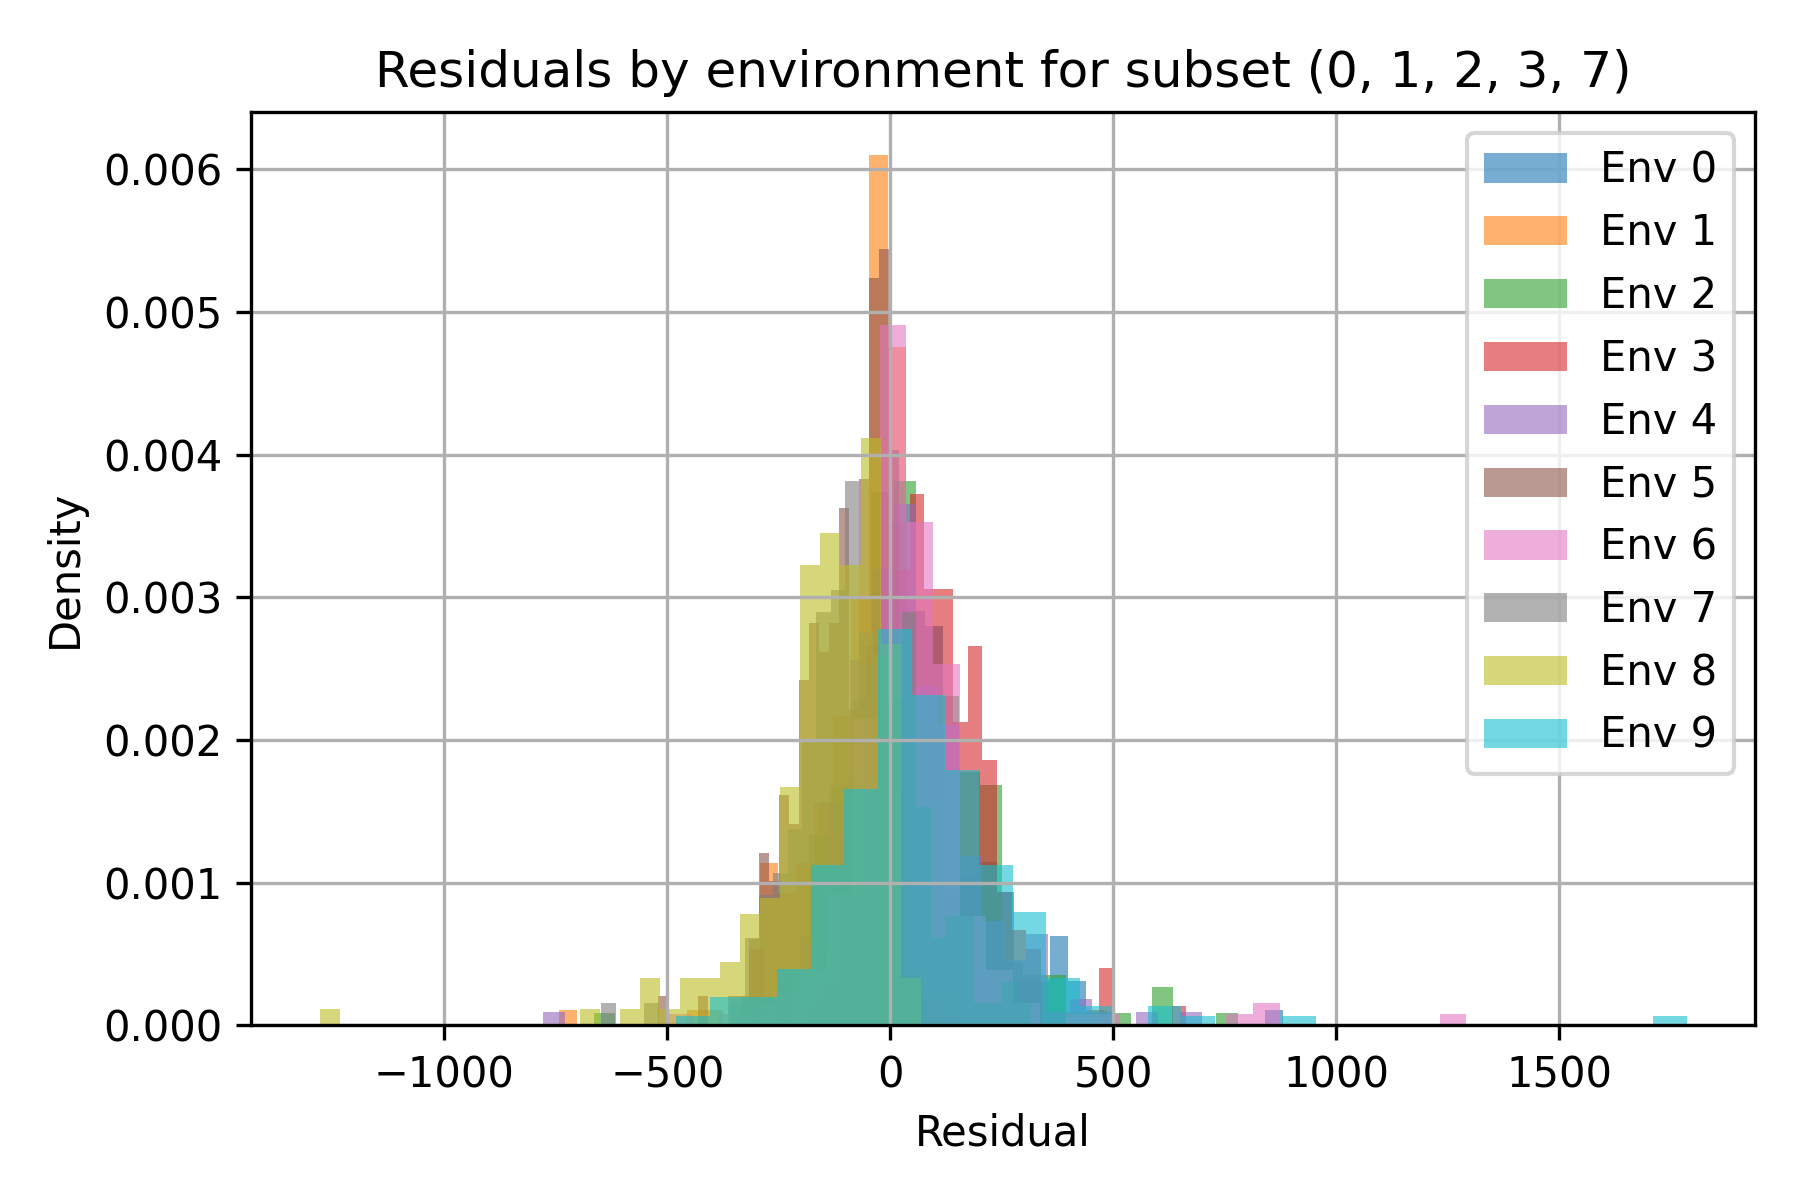 Residuals by environment for subset (0, 1, 2, 3, 7)
0.006
0.005
0.004
0.003
0.002
0.001
0.000
Density
−1000
−500
0
500
1000
1500
Residual
Env 0
Env 1
Env 2
Env 3
Env 4
Env 5
Env 6
Env 7
Env 8
Env 9